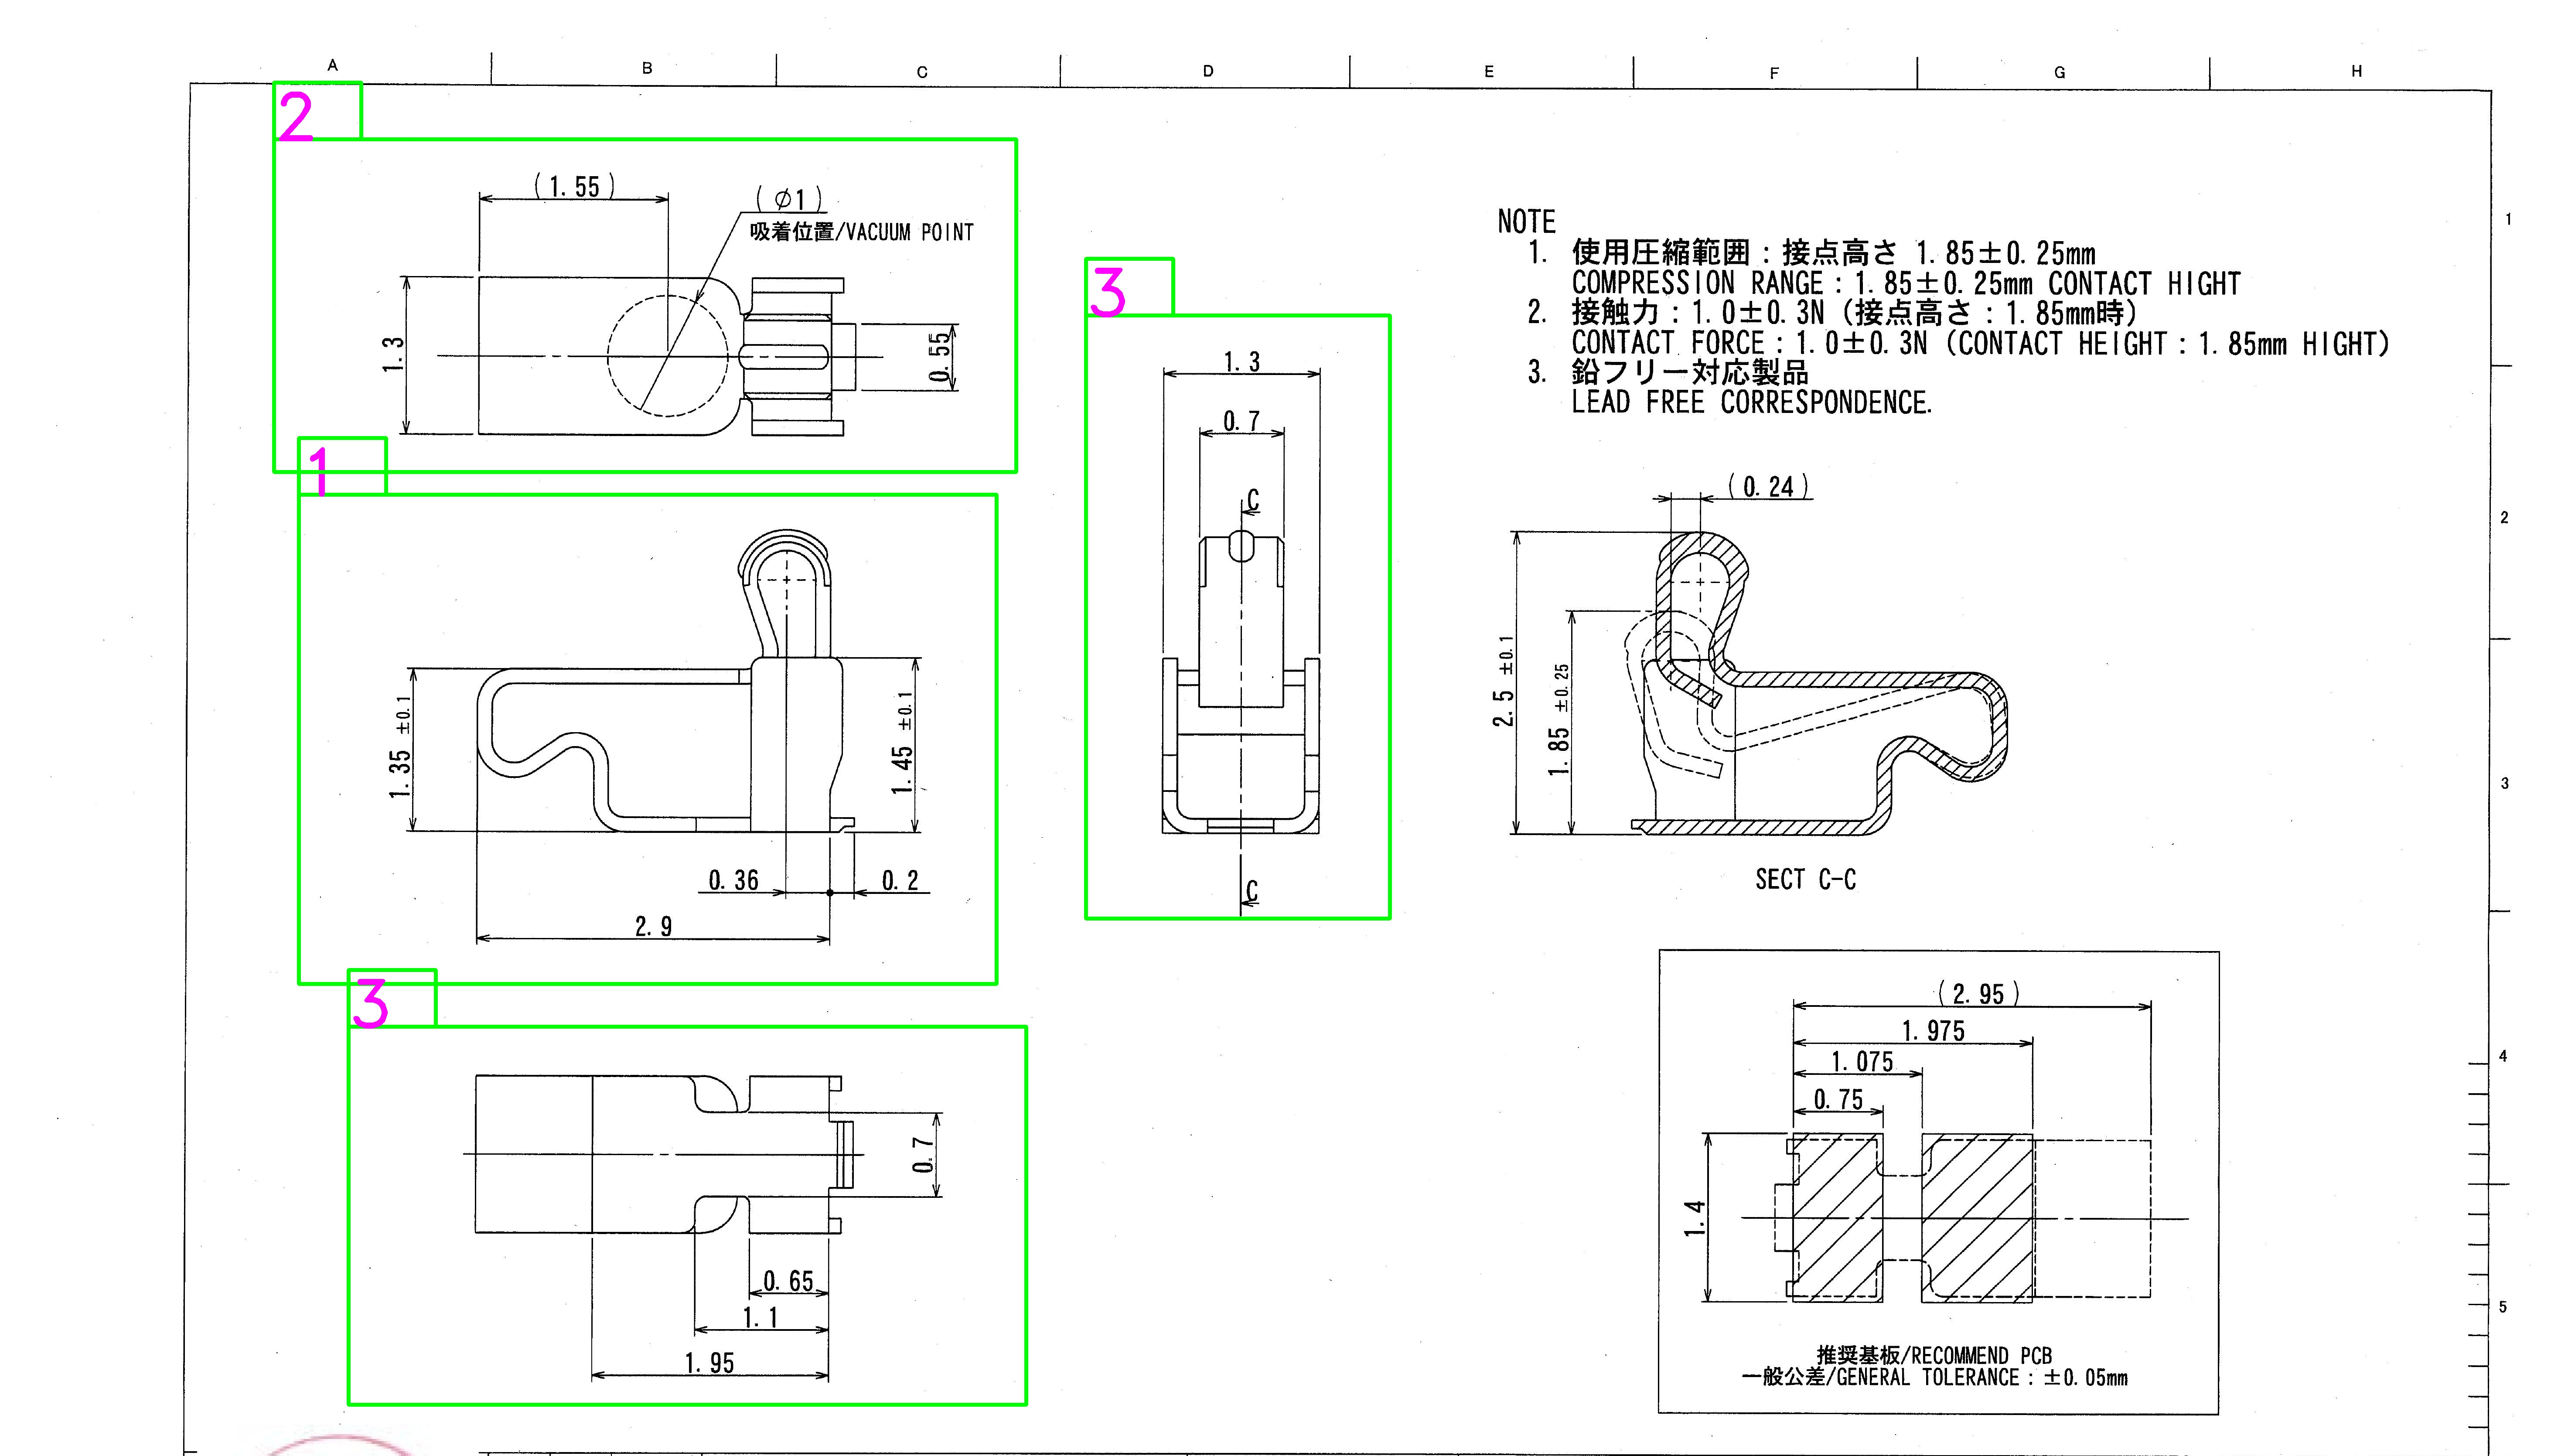 A B C D E F G H
2
(1.55)
(φ1)
吸着位置/VACUUM POINT
1.3
0.55
1
3
1.3
0.7
C
C
NOTE
1. 使用圧縮範囲:接点高さ 1.85±0.25mm
COMPRESSION RANGE:1.85±0.25mm CONTACT HIGHT
2. 接触力:1.0±0.3N (接点高さ:1.85mm時)
CONTACT FORCE:1.0±0.3N (CONTACT HEIGHT:1.85mm HIGHT)
3. 鉛フリー対応製品
LEAD FREE CORRESPONDENCE.
1
1.35 ±0.1
1.45 ±0.1
0.36
0.2
2.9
(0.24)
2.5 ±0.1
1.85 ±0.25
SECT C-C
2
3
3
0.7
0.65
1.1
1.95
(2.95)
1.975
1.075
0.75
1.4
推奨基板/RECOMMEND PCB
一般公差/GENERAL TOLERANCE:±0.05mm
4
5